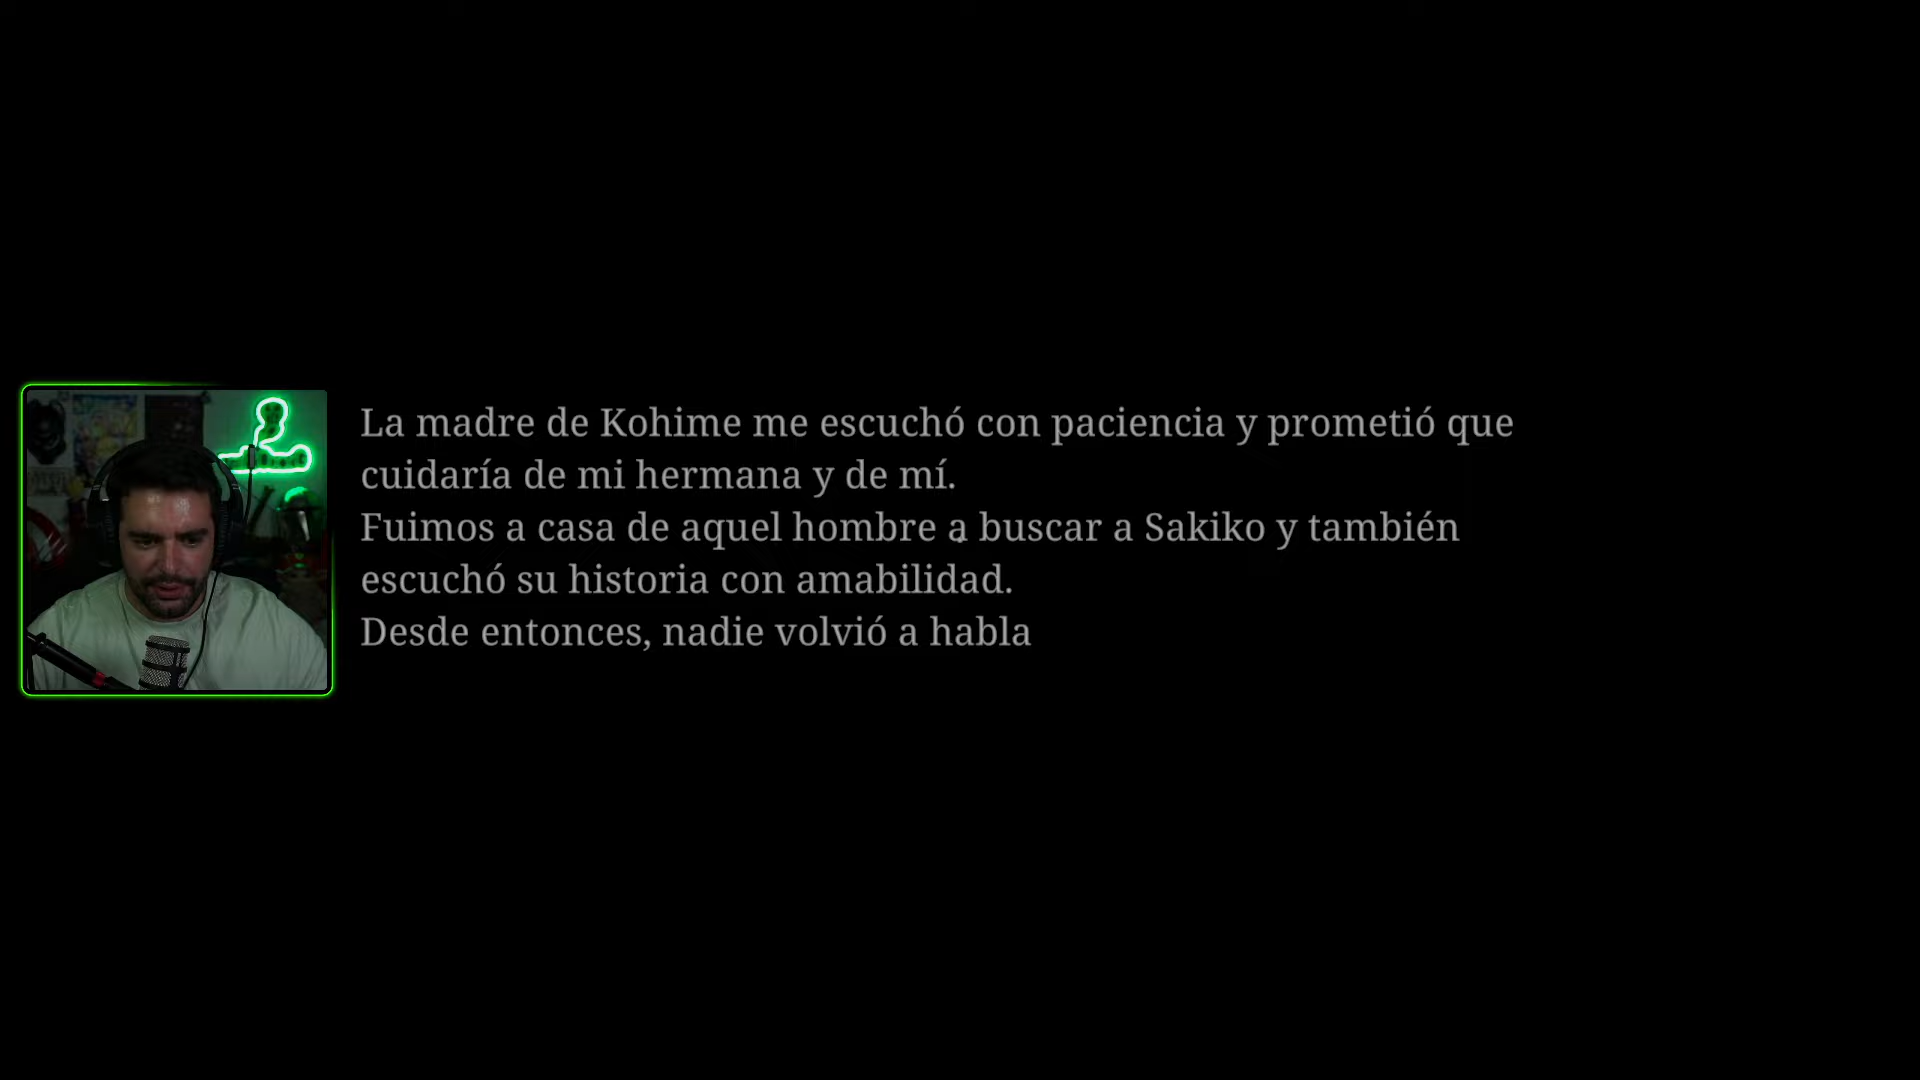 La madre de Kohime me escuchó con paciencia y prometió que
cuidaría de mi hermana y de mí.
Fuimos a casa de aquel hombre a buscar a Sakiko y también
escuchó su historia con amabilidad.
Desde entonces, nadie volvió a habla